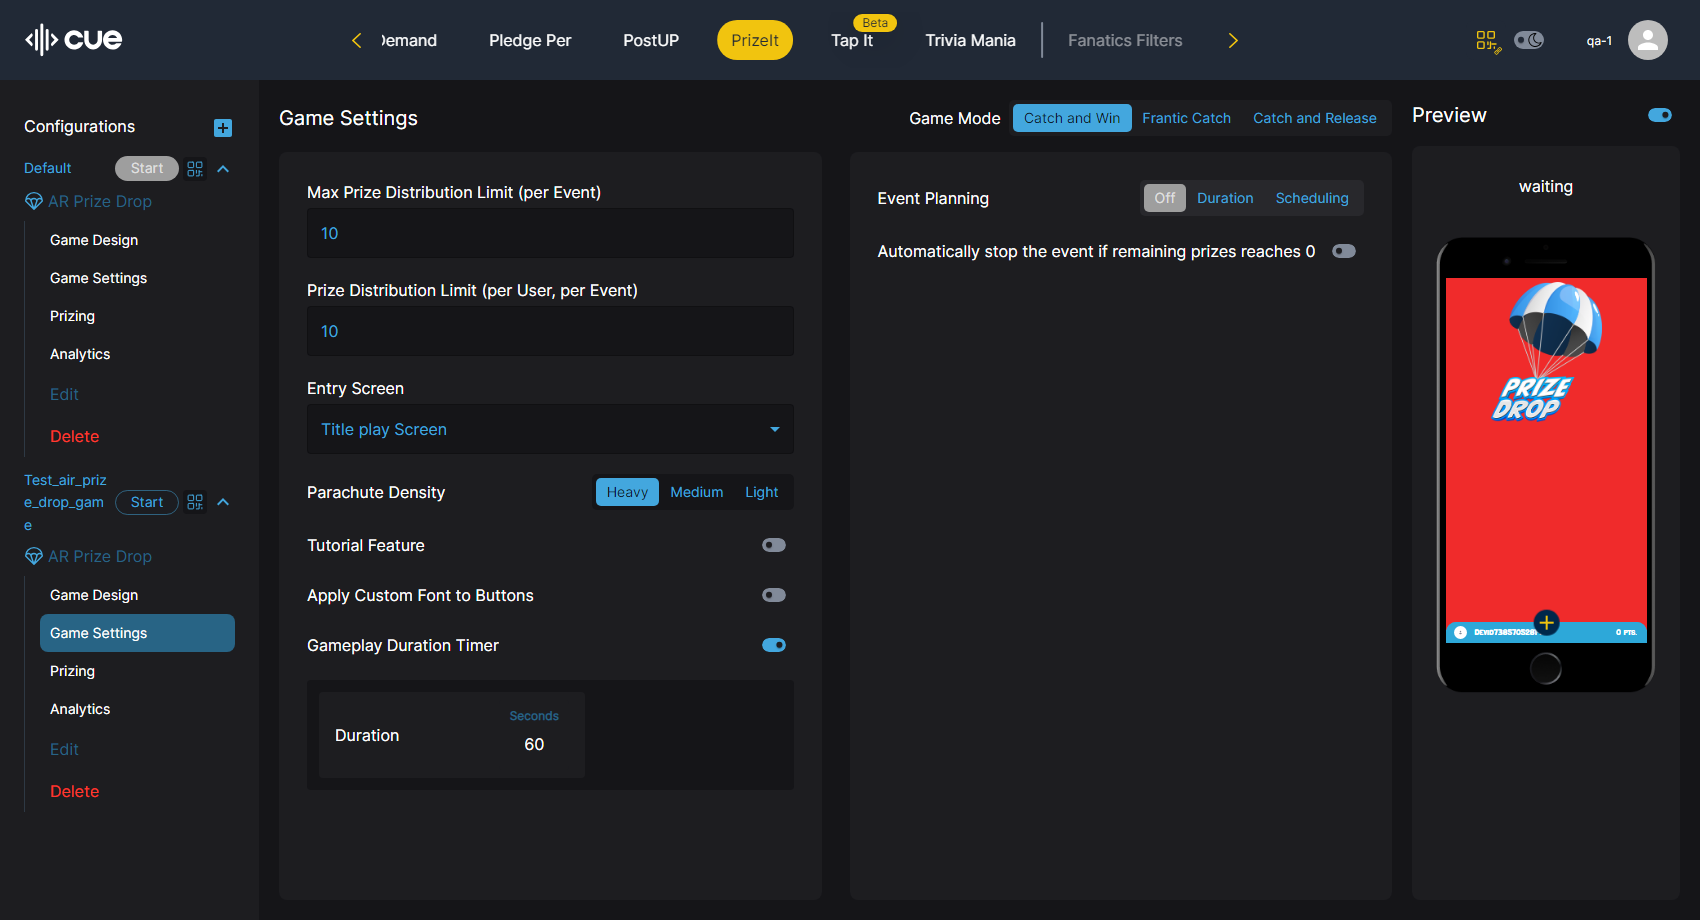 cue
Demand
Pledge Per
PostUP
PrizeIt
Beta
Tap It
Trivia Mania
Fanatics Filters
qa-1
Configurations
Default
Start
AR Prize Drop
Game Design
Game Settings
Prizing
Analytics
Edit
Delete
Test_air_priz
e_drop_gam
e
Start
AR Prize Drop
Game Design
Game Settings
Prizing
Analytics
Edit
Delete
Game Settings
Game Mode
Catch and Win
Frantic Catch
Catch and Release
Max Prize Distribution Limit (per Event)
10
Prize Distribution Limit (per User, per Event)
10
Entry Screen
Title play Screen
Parachute Density
Heavy
Medium
Light
Tutorial Feature
Apply Custom Font to Buttons
Gameplay Duration Timer
Duration
Seconds
60
Event Planning
Off
Duration
Scheduling
Automatically stop the event if remaining prizes reaches 0
Preview
waiting
PRIZE
DROP
0 PTS.